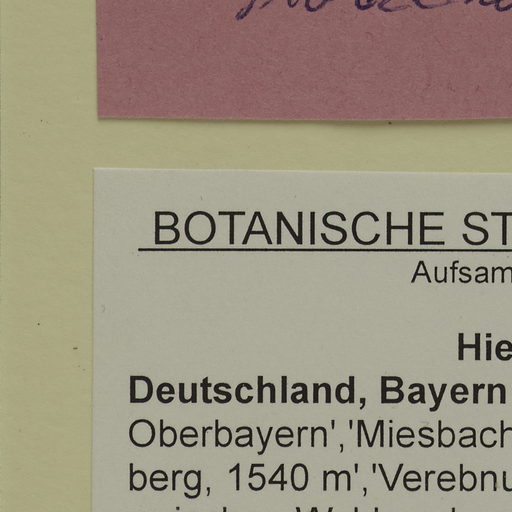 BOTANISCHE ST
Aufsam
Hie
Deutschland, Bayern
Oberbayern','Miesbach
berg, 1540 m','Verebnu